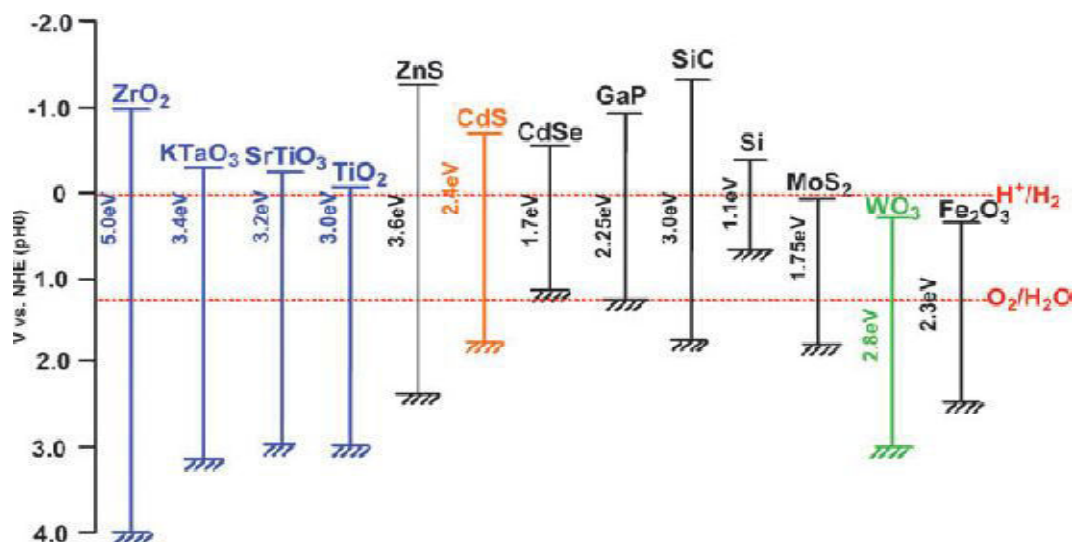 -2.0
-1.0
0
1.0
2.0
3.0
4.0
V vs. NHE (pH0)
ZrO₂
5.0eV
KTaO₃
3.4eV
SrTiO₃
3.2eV
TiO₂
3.0eV
ZnS
3.6eV
CdS
2.4eV
CdSe
1.7eV
GaP
2.25eV
SiC
3.0eV
Si
1.1eV
MoS₂
1.75eV
WO₃
2.8eV
Fe₂O₃
2.3eV
H⁺/H₂
O₂/H₂O